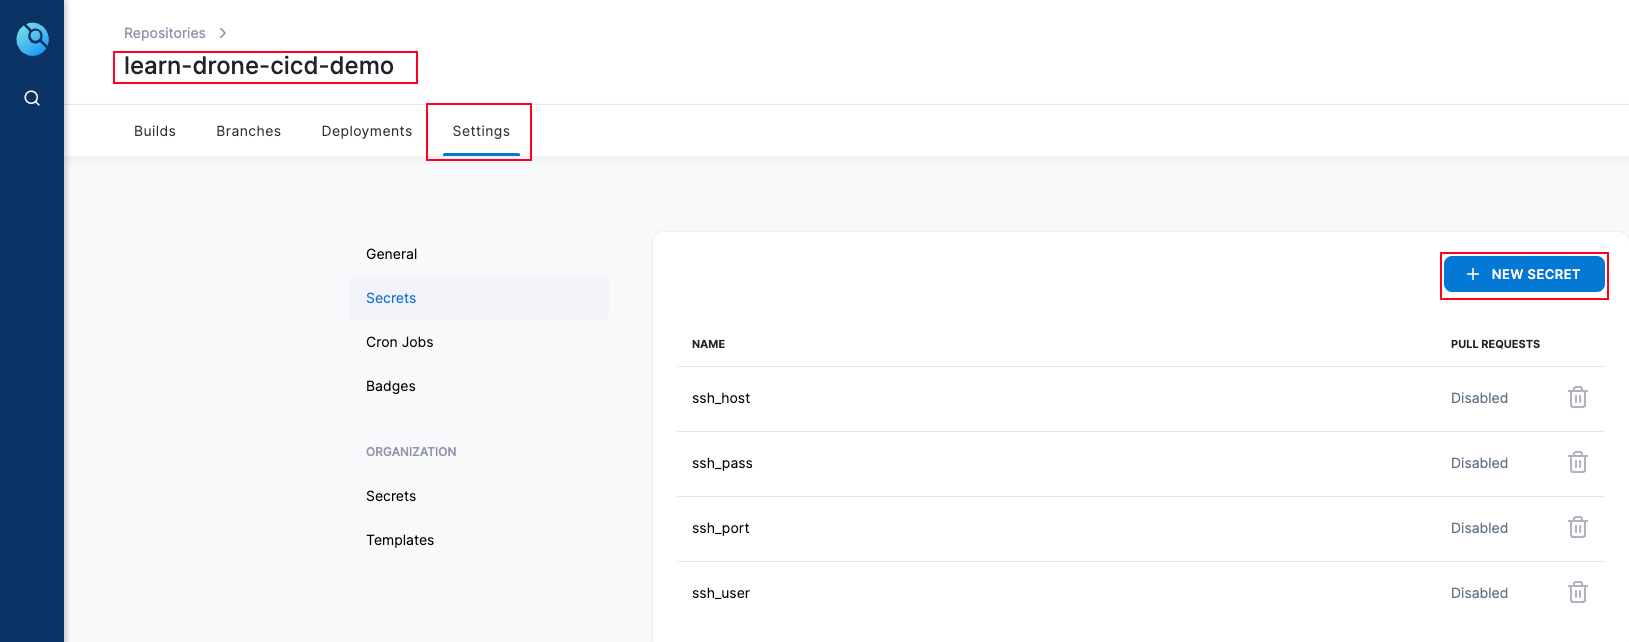 Repositories
learn-drone-cicd-demo
Builds Branches Deployments Settings
General
Secrets
Cron Jobs
Badges
ORGANIZATION
Secrets
Templates
NEW SECRET
NAME PULL REQUESTS
ssh_host Disabled
ssh_pass Disabled
ssh_port Disabled
ssh_user Disabled